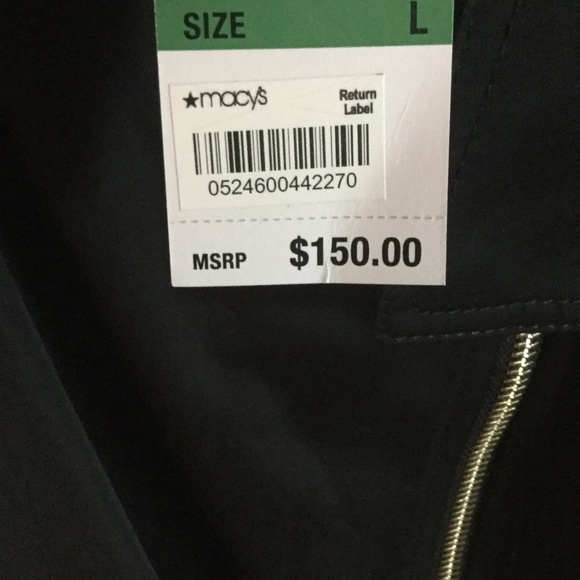 SIZE L
★macy's Return Label
0524600442270
MSRP $150.00